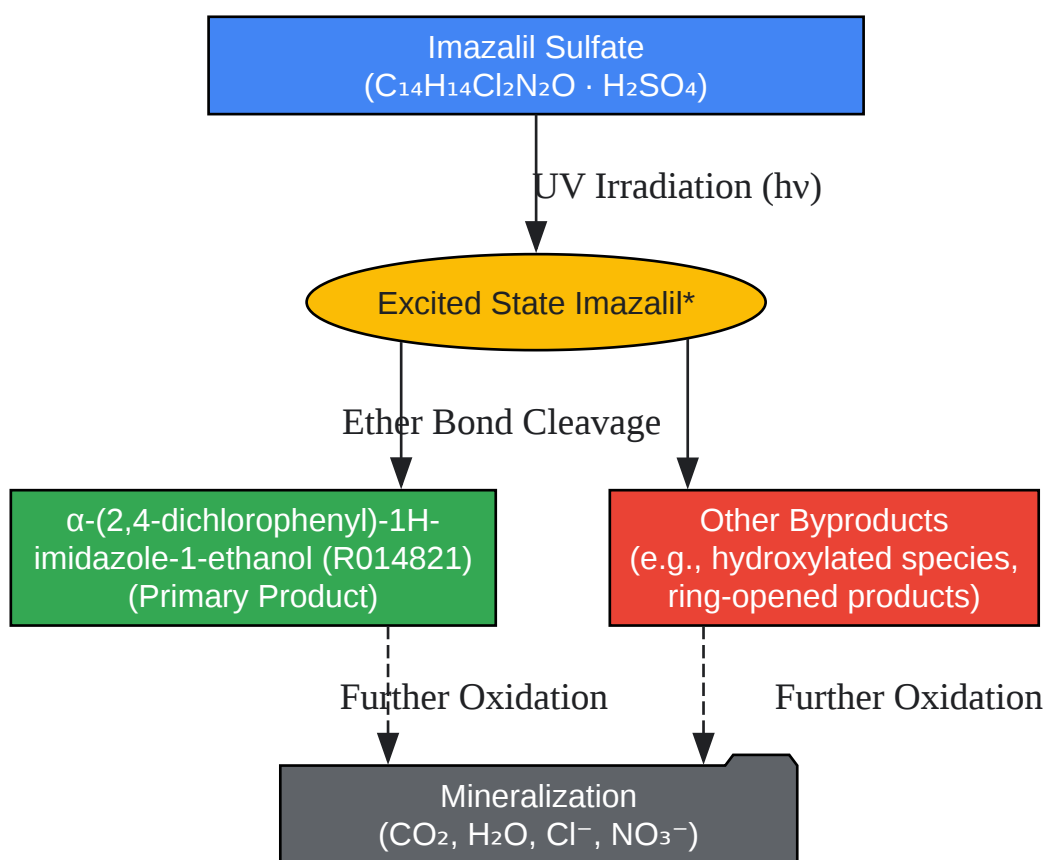 Imazalil Sulfate
(C₁₄H₁₄Cl₂N₂O · H₂SO₄)
UV Irradiation (hν)
Excited State Imazalil*
Ether Bond Cleavage
α-(2,4-dichlorophenyl)-1H-
imidazole-1-ethanol (R014821)
(Primary Product)
Other Byproducts
(e.g., hydroxylated species,
ring-opened products)
Further Oxidation
Further Oxidation
Mineralization
(CO₂, H₂O, Cl⁻, NO₃⁻)